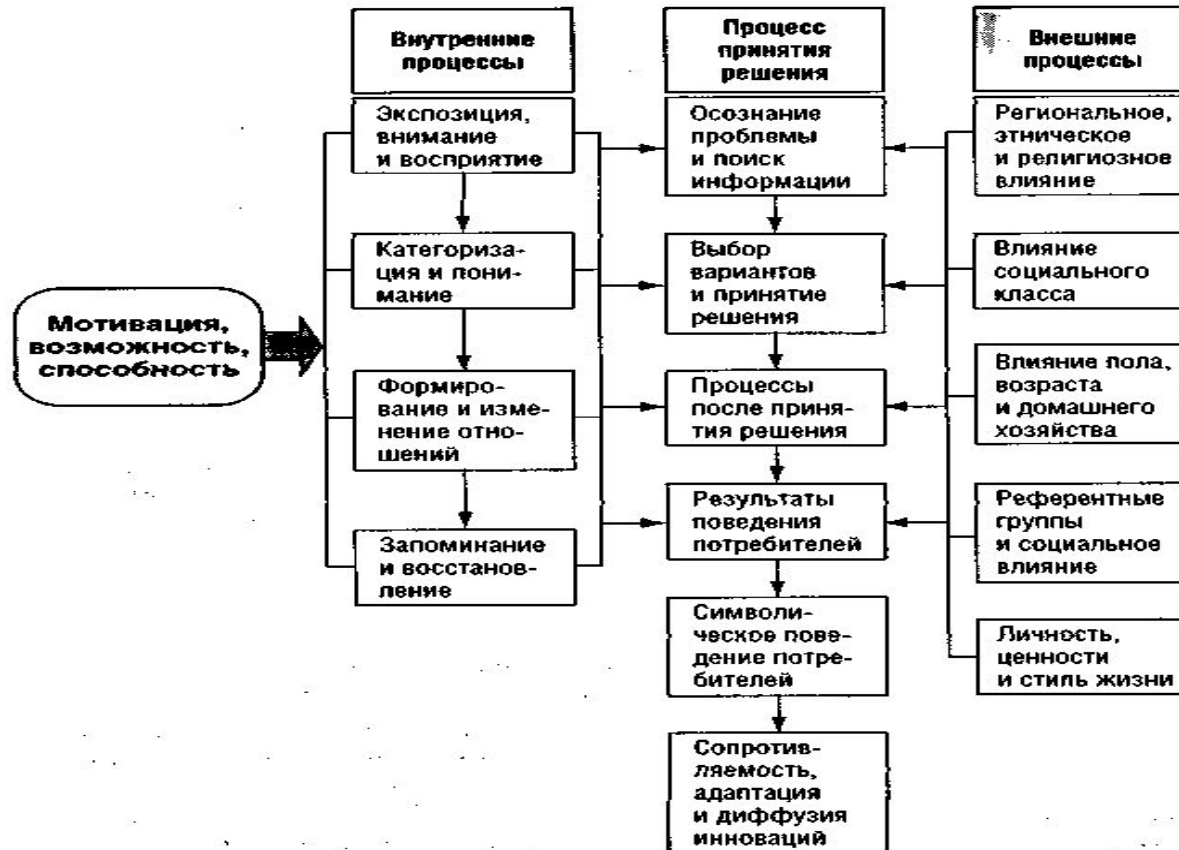 Внутренние
процессы
Процесс
принятия
решения
Внешние
процессы
Мотивация,
возможность,
способность
Экспозиция,
внимание
и восприятие
Категориза-
ция и пони-
мание
Формиро-
вание и изме-
нение отно-
шений
Запоминание
и восстанов-
ление
Осознание
проблемы
и поиск
информации
Выбор
вариантов
и принятие
решения
Процессы
после приня-
тия решения
Результаты
поведения
потребителей
Символи-
ческое пове-
дение потре-
бителей
Сопротив-
ляемость,
адаптация
и диффузия
инноваций
Региональное,
этническое
и религиозное
влияние
Влияние
социального
класса
Влияние пола,
возраста
и домашнего
хозяйства
Референтные
группы
и социальное
влияние
Личность,
ценности
и стиль жизни